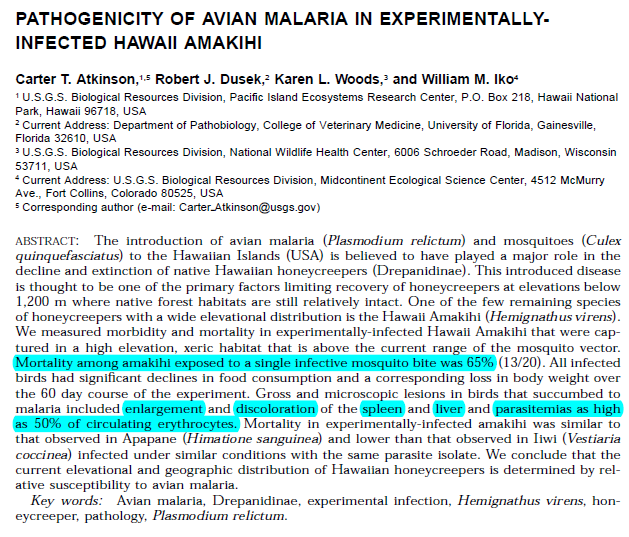 PATHOGENICITY OF AVIAN MALARIA IN EXPERIMENTALLY-
INFECTED HAWAII AMAKIHI
Carter T. Atkinson,1,5 Robert J. Dusek,2 Karen L. Woods,3 and William M. Iko4
1 U.S.G.S. Biological Resources Division, Pacific Island Ecosystems Research Center, P.O. Box 218, Hawaii National
Park, Hawaii 96718, USA
2 Current Address: Department of Pathobiology, College of Veterinary Medicine, University of Florida, Gainesville,
Florida 32610, USA
3 U.S.G.S. Biological Resources Division, National Wildlife Health Center, 6006 Schroeder Road, Madison, Wisconsin
53711, USA
4 Current Address: U.S.G.S. Biological Resources Division, Midcontinent Ecological Science Center, 4512 McMurry
Ave., Fort Collins, Colorado 80525, USA
5 Corresponding author (e-mail: Carter_Atkinson@usgs.gov)
ABSTRACT: The introduction of avian malaria (Plasmodium relictum) and mosquitoes (Culex
quinquefasciatus) to the Hawaiian Islands (USA) is believed to have played a major role in the
decline and extinction of native Hawaiian honeycreepers (Drepanidinae). This introduced disease
is thought to be one of the primary factors limiting recovery of honeycreepers at elevations below
1,200 m where native forest habitats are still relatively intact. One of the few remaining species
of honeycreepers with a wide elevational distribution is the Hawaii Amakihi (Hemignathus virens).
We measured morbidity and mortality in experimentally-infected Hawaii Amakihi that were cap-
tured in a high elevation, xeric habitat that is above the current range of the mosquito vector.
Mortality among amakihi exposed to a single infective mosquito bite was 65% (13/20). All infected
birds had significant declines in food consumption and a corresponding loss in body weight over
the 60 day course of the experiment. Gross and microscopic lesions in birds that succumbed to
malaria included enlargement and discoloration of the spleen and liver and parasitemias as high
as 50% of circulating erythrocytes. Mortality in experimentally-infected amakihi was similar to
that observed in Apapane (Himatione sanguinea) and lower than that observed in Iiwi (Vestiaria
coccinea) infected under similar conditions with the same parasite isolate. We conclude that the
current elevational and geographic distribution of Hawaiian honeycreepers is determined by rel-
ative susceptibility to avian malaria.
Key words: Avian malaria, Drepanidinae, experimental infection, Hemignathus virens, hon-
eycreeper, pathology, Plasmodium relictum.